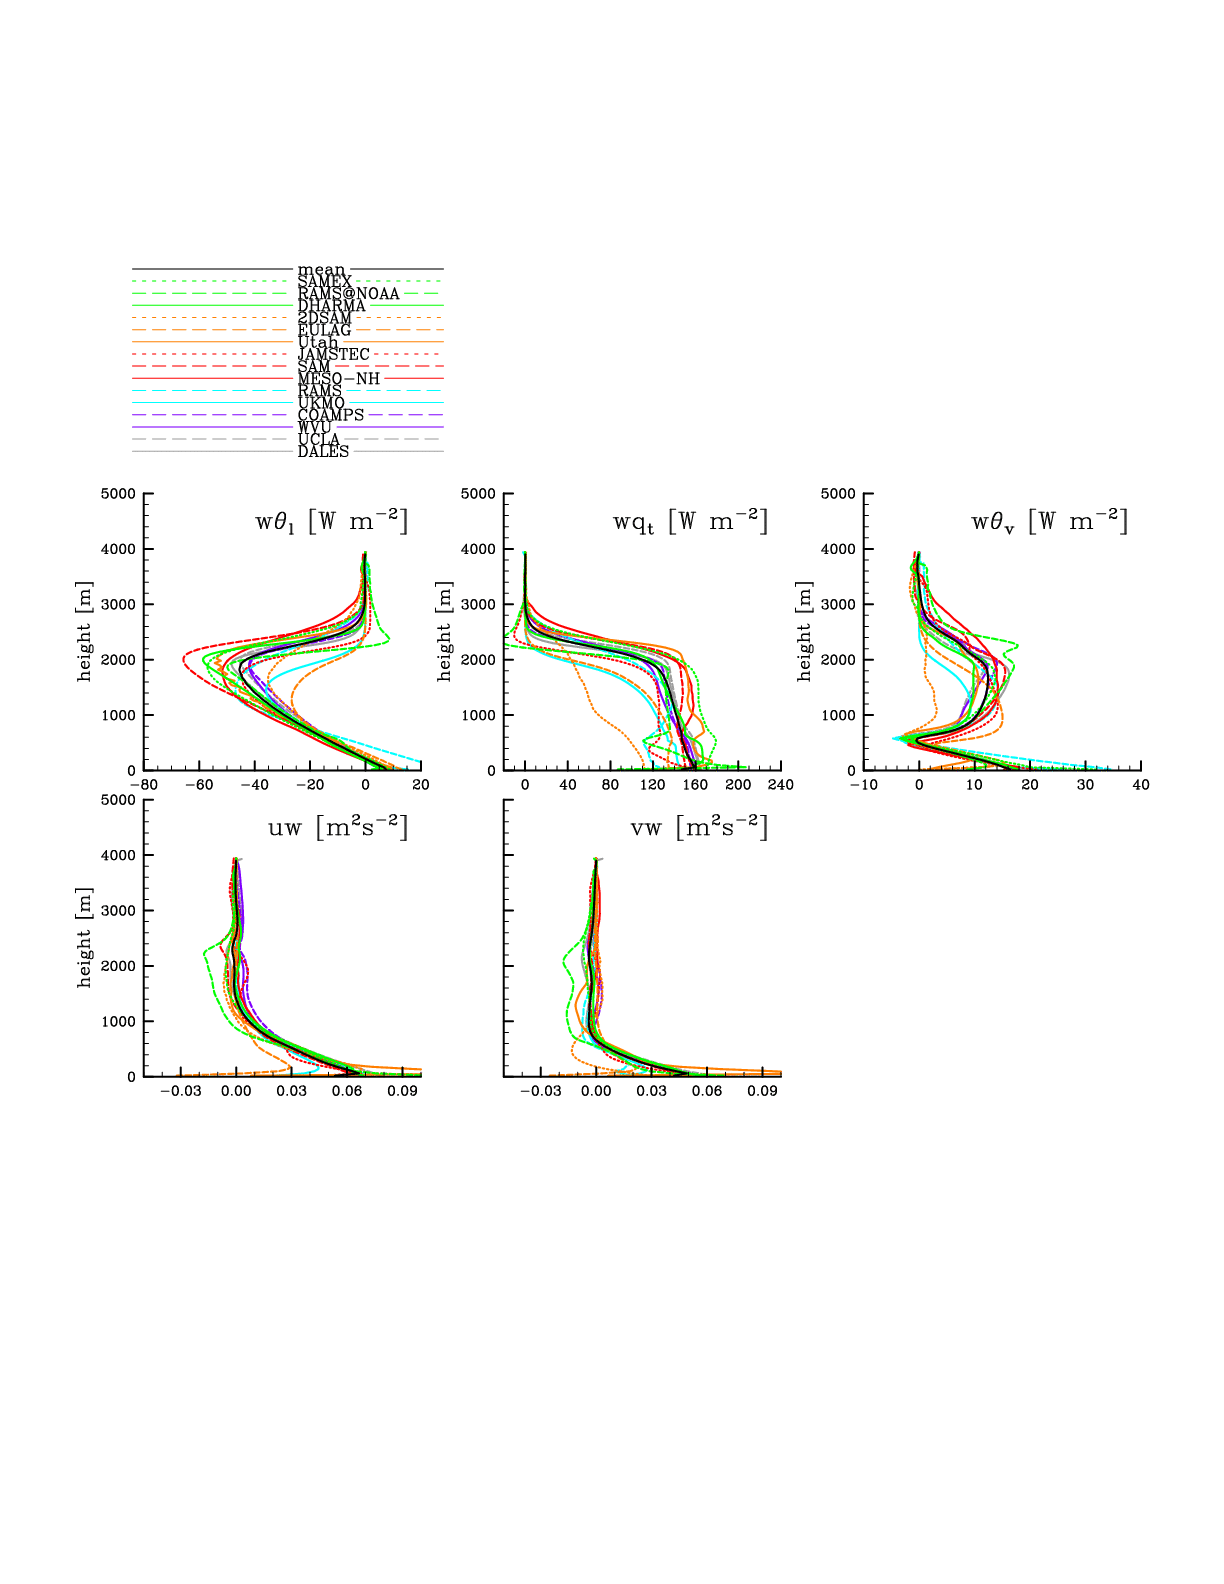 mean
SAMEX
RAMS@NOAA
DHARMA
2DSAM
EULAG
Utah
JAMSTEC
SAM
MESO-NH
RAMS
UKMO
COAMPS
WVU
UCLA
DALES
wθl [W m−2]
5000
4000
3000
2000
1000
0
height [m]
−80 −60 −40 −20 0 20
wqt [W m−2]
5000
4000
3000
2000
1000
0
height [m]
0 40 80 120 160 200 240
wθv [W m−2]
5000
4000
3000
2000
1000
0
height [m]
−10 0 10 20 30 40
uw [m2s−2]
5000
4000
3000
2000
1000
0
height [m]
−0.03 0.00 0.03 0.06 0.09
vw [m2s−2]
−0.03 0.00 0.03 0.06 0.09